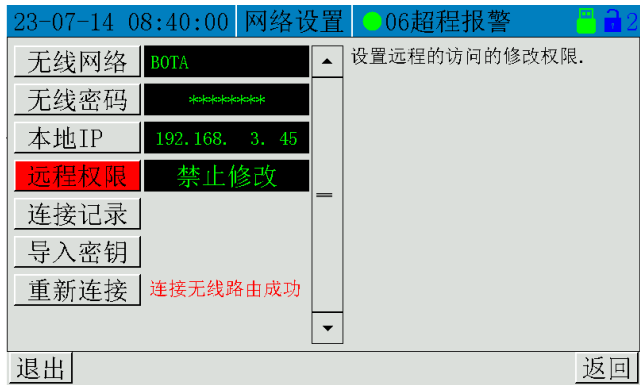 23-07-14 08:40:00 网络设置 06超程报警 2
无线网络 BOTA
设置远程的访问的修改权限.
无线密码 ********
本地IP 192.168. 3. 45
远程权限 禁止修改
连接记录
导入密钥
重新连接 连接无线路由成功
退出 返回